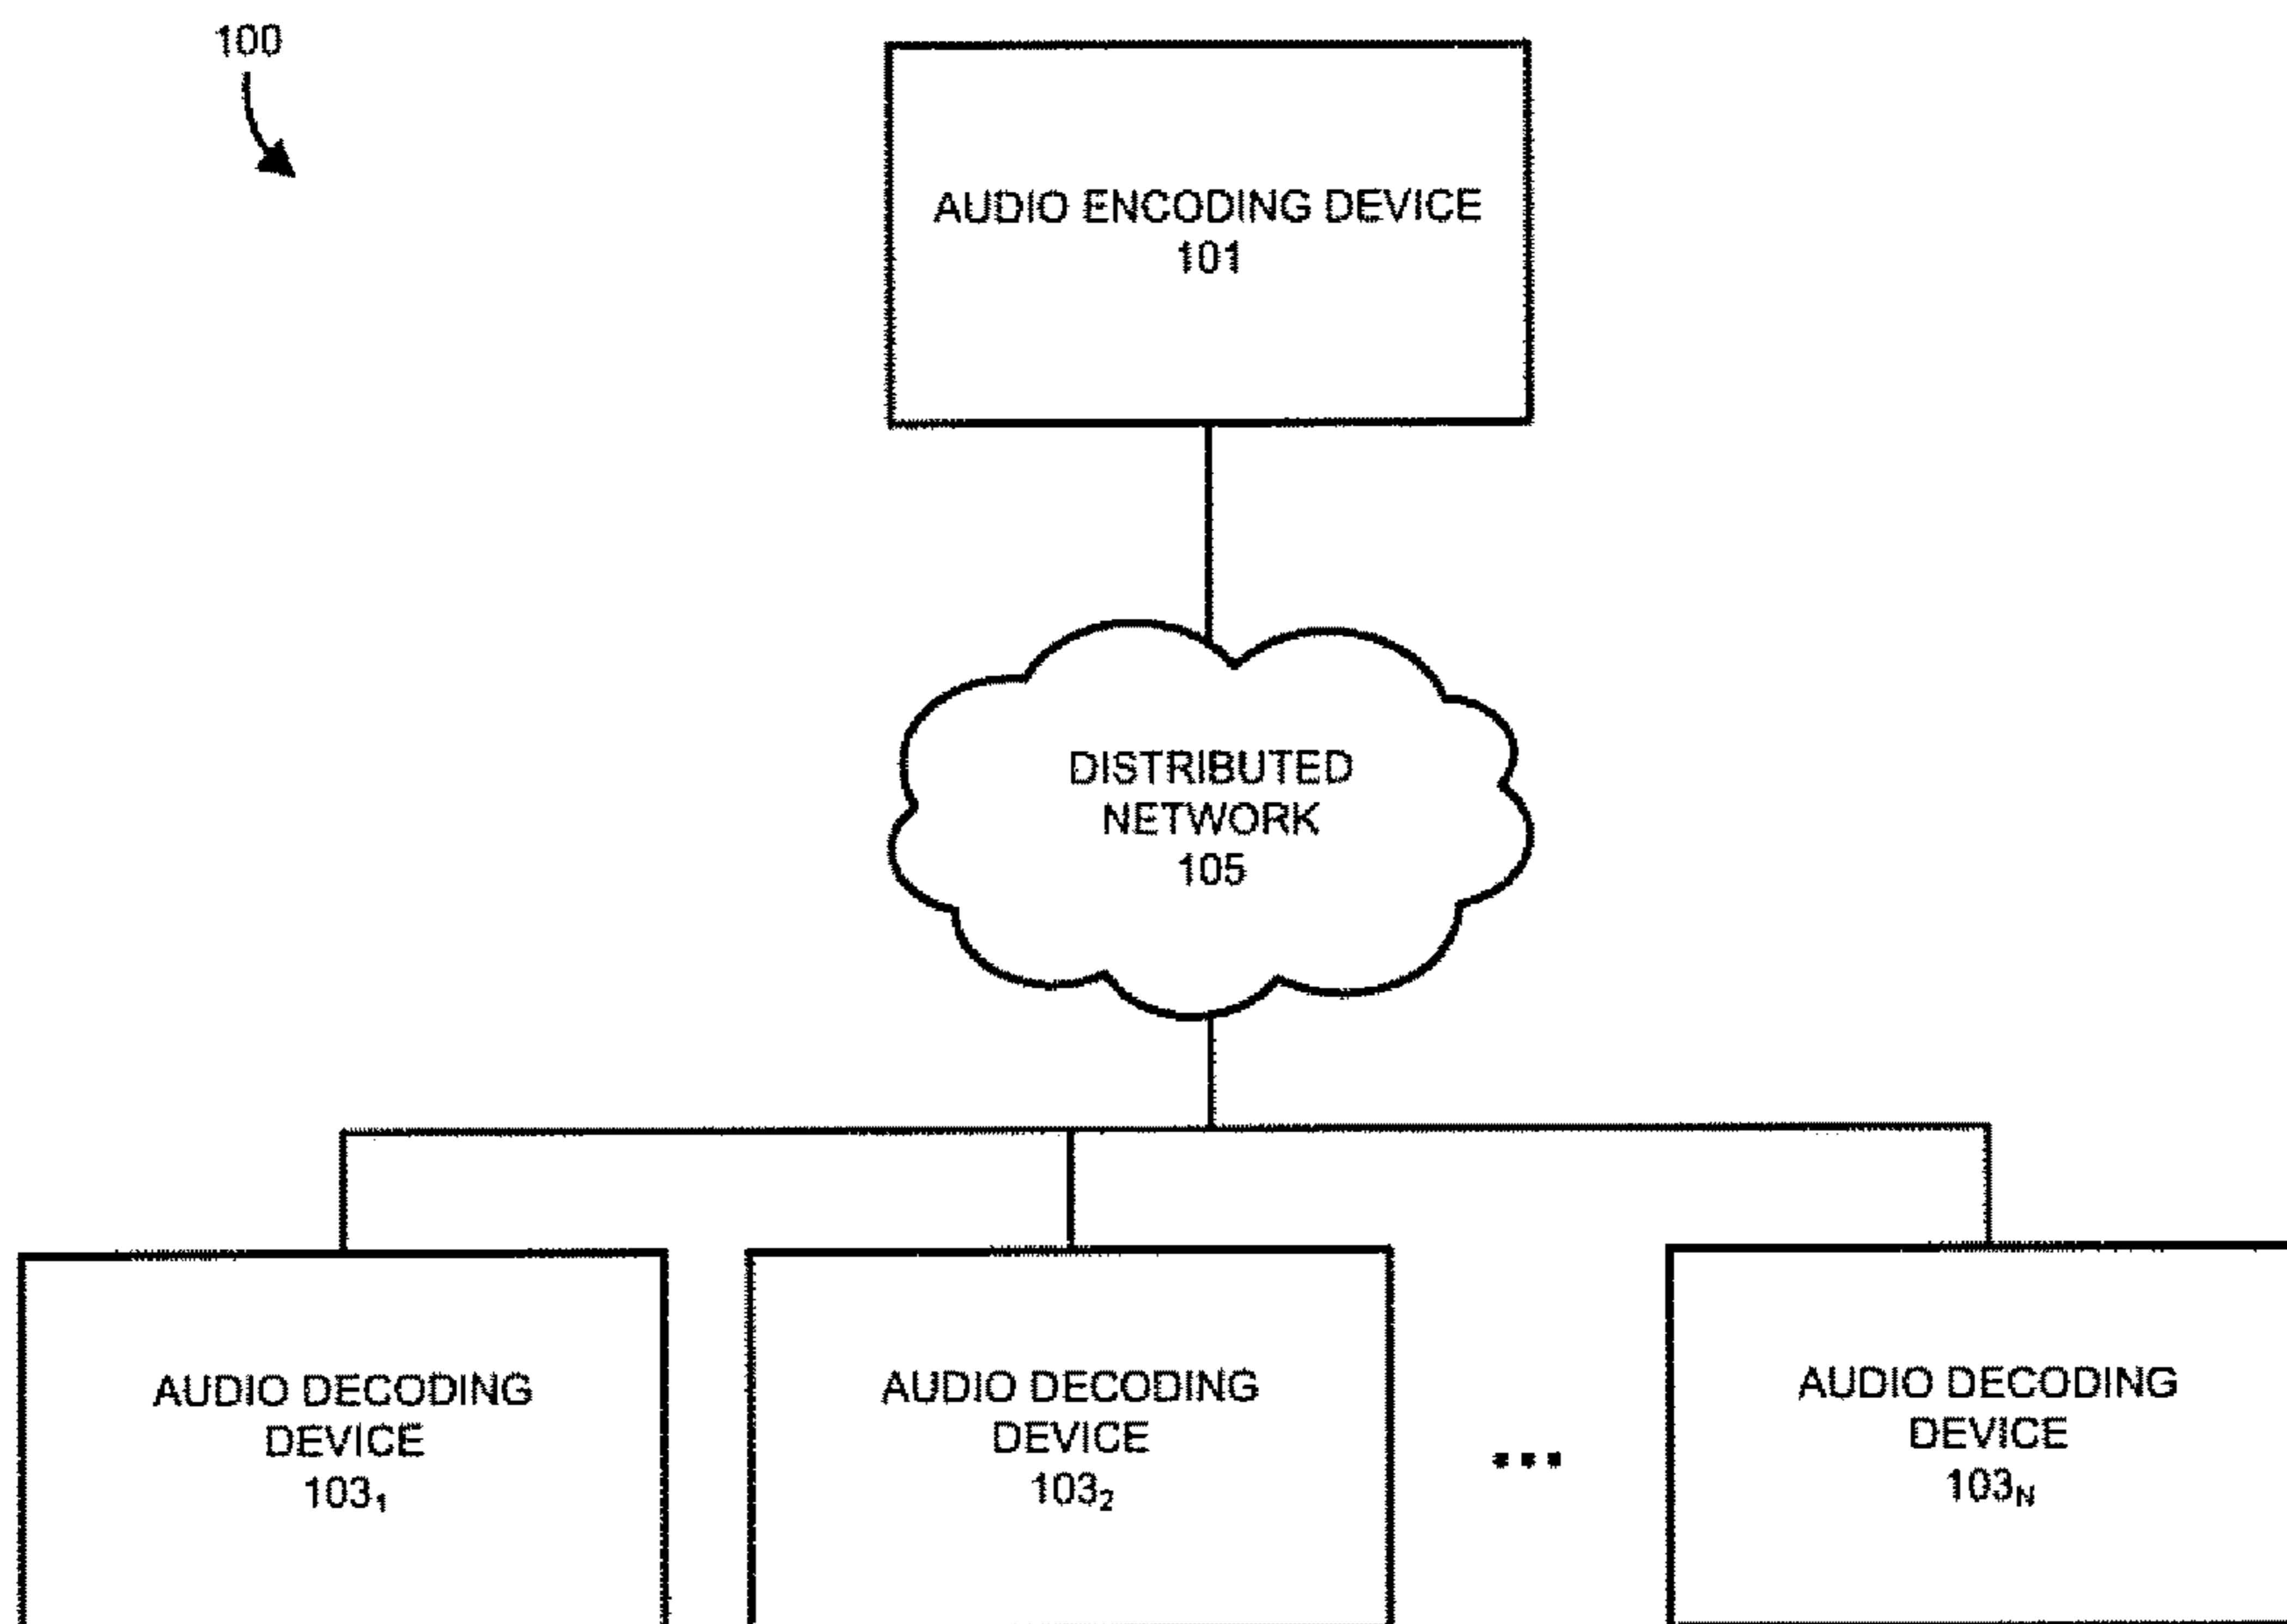 100
AUDIO ENCODING DEVICE
101
DISTRIBUTED
NETWORK
105
AUDIO DECODING
DEVICE
103₁
AUDIO DECODING
DEVICE
103₂
...
AUDIO DECODING
DEVICE
103N